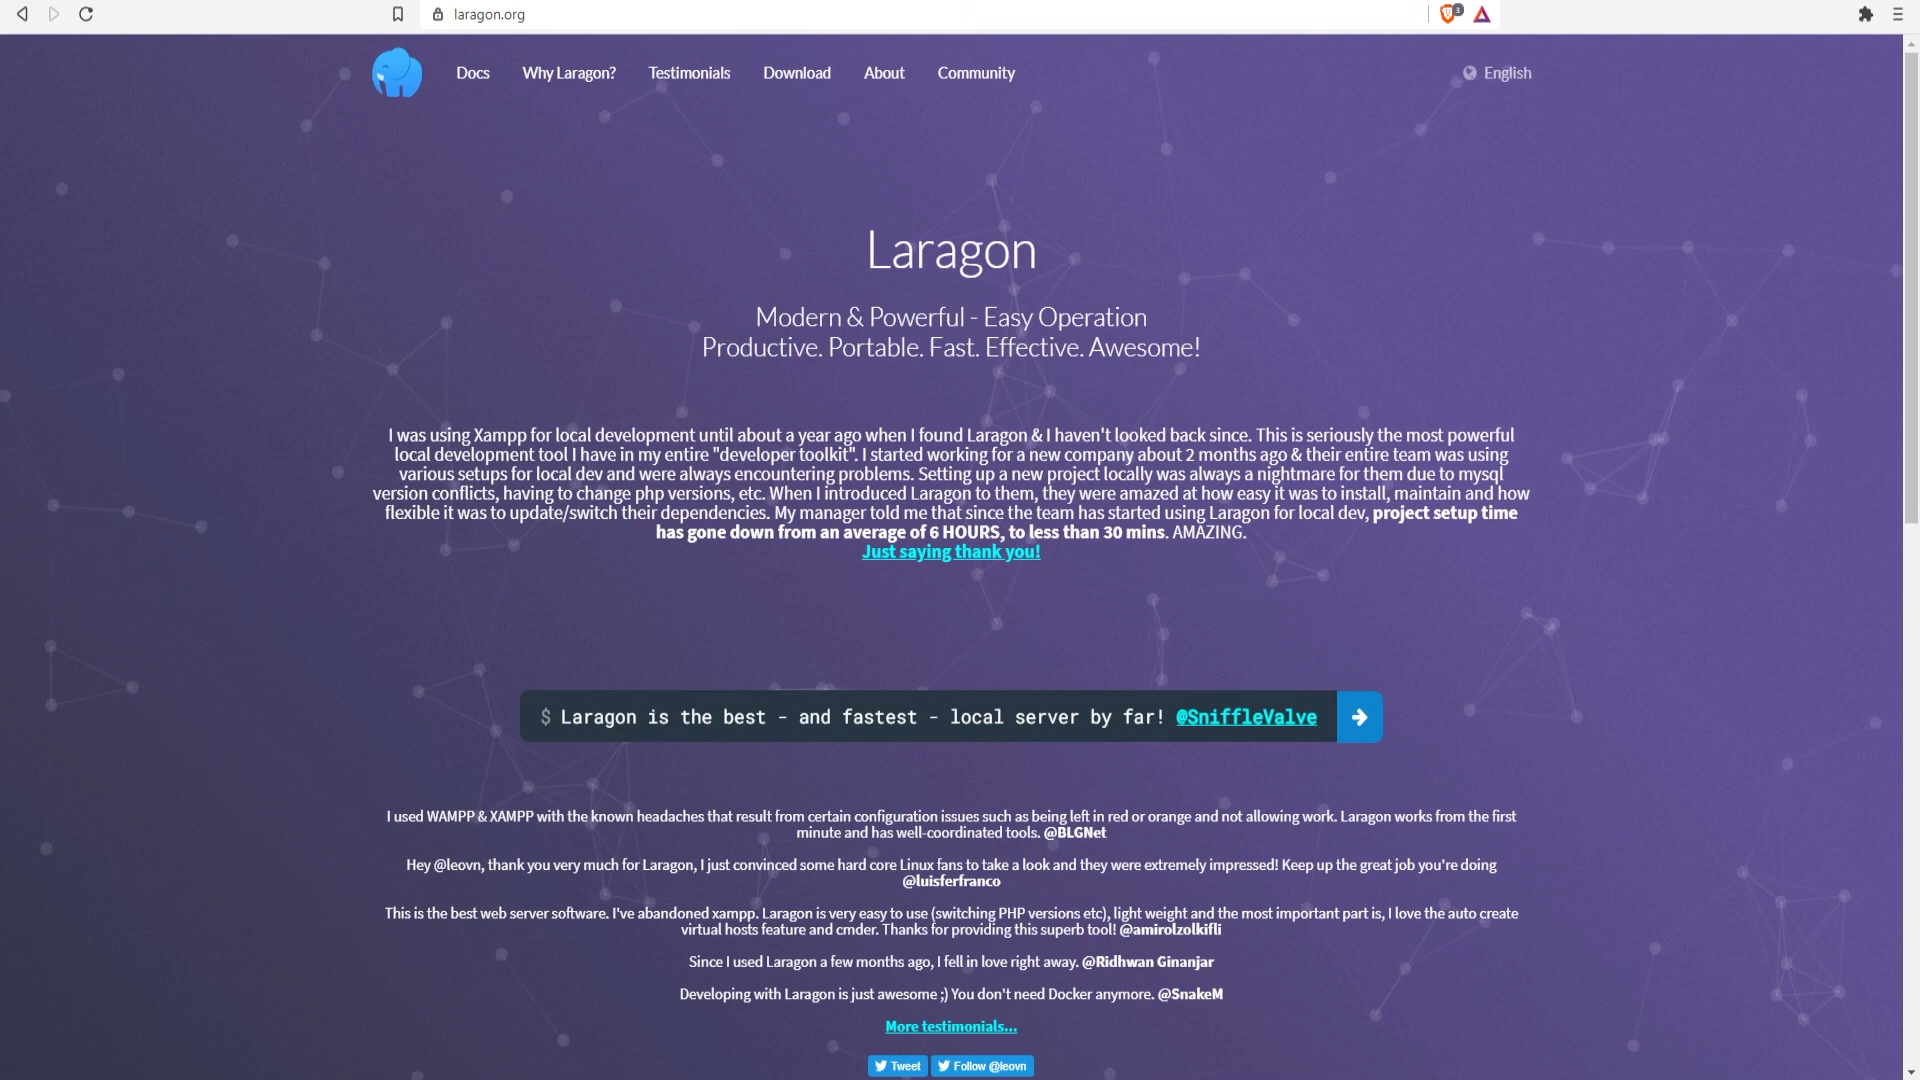 laragon.org
3
Docs
Why Laragon?
Testimonials
Download
About
Community
English
Laragon
Modern & Powerful - Easy Operation
Productive. Portable. Fast. Effective. Awesome!
I was using Xampp for local development until about a year ago when I found Laragon & I haven't looked back since. This is seriously the most powerful
local development tool I have in my entire "developer toolkit". I started working for a new company about 2 months ago & their entire team was using
various setups for local dev and were always encountering problems. Setting up a new project locally was always a nightmare for them due to mysql
version conflicts, having to change php versions, etc. When I introduced Laragon to them, they were amazed at how easy it was to install, maintain and how
flexible it was to update/switch their dependencies. My manager told me that since the team has started using Laragon for local dev, project setup time
has gone down from an average of 6 HOURS, to less than 30 mins. AMAZING.
Just saying thank you!
$ Laragon is the best - and fastest - local server by far! @SniffleValve
I used WAMPP & XAMPP with the known headaches that result from certain configuration issues such as being left in red or orange and not allowing work. Laragon works from the first
minute and has well-coordinated tools. @BLGNet
Hey @leovn, thank you very much for Laragon, I just convinced some hard core Linux fans to take a look and they were extremely impressed! Keep up the great job you're doing
@luisferfranco
This is the best web server software. I've abandoned xampp. Laragon is very easy to use (switching PHP versions etc), light weight and the most important part is, I love the auto create
virtual hosts feature and cmder. Thanks for providing this superb tool! @amirolzolkifli
Since I used Laragon a few months ago, I fell in love right away. @Ridhwan Ginanjar
Developing with Laragon is just awesome ;) You don't need Docker anymore. @SnakeM
More testimonials...
Tweet
Follow @leovn